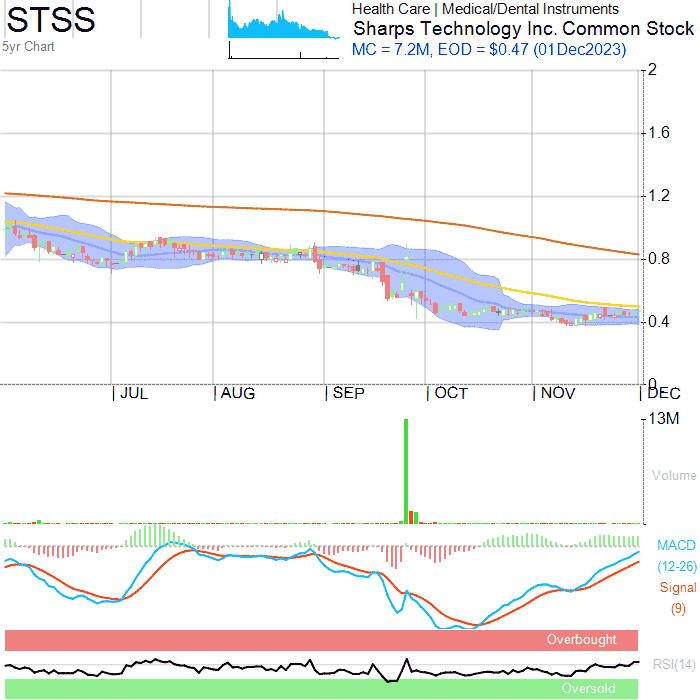 STSS
5yr Chart
Health Care | Medical/Dental Instruments
Sharps Technology Inc. Common Stock
MC = 7.2M, EOD = $0.47 (01Dec2023)
2
1.6
1.2
0.8
0.4
0
JUL
AUG
SEP
OCT
NOV
DEC
13M
Volume
MACD
(12-26)
Signal
(9)
Overbought
RSI(14)
Oversold